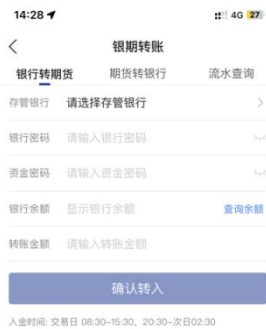 14:28 4G 27
银期转账
银行转期货 期货转银行 流水查询
存管银行 请选择存管银行
银行密码 请输入银行密码
资金密码 请输入资金密码
银行余额 显示银行余额 查询余额
转账金额 请输入转账金额
确认转入
入金时间: 交易日 08:30-15:30，20:30-次日02:30